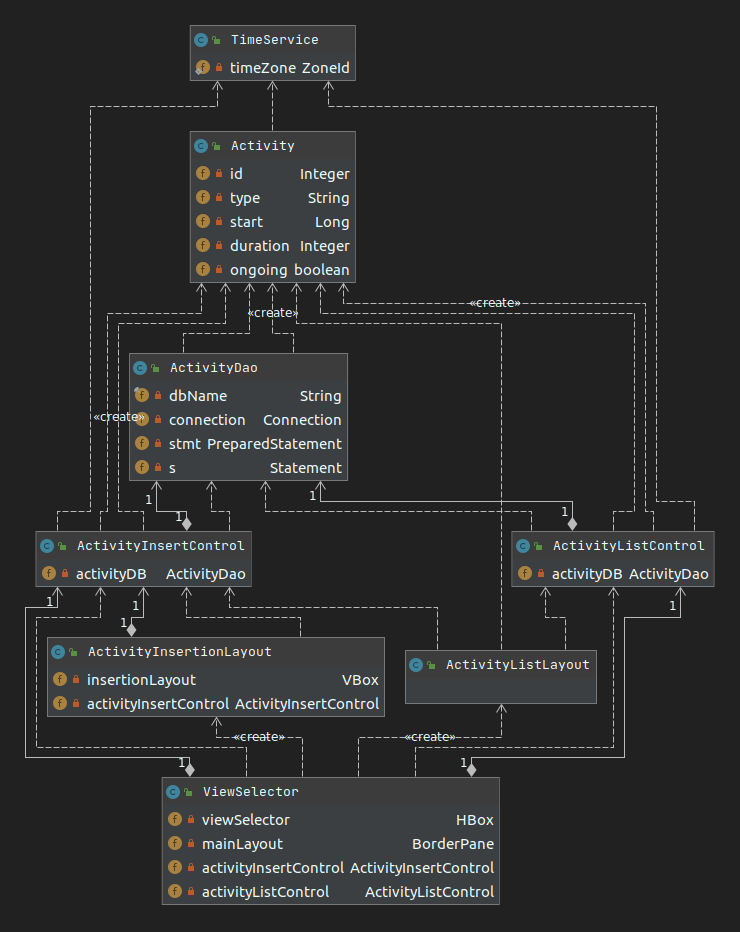 TimeService
timeZone ZoneId
Activity
id Integer
type String
start Long
duration Integer
ongoing boolean
«create»
«create»
ActivityDao
dbName String
connection Connection
stmt PreparedStatement
s Statement
«create»
1
1
1
1
ActivityInsertControl
activityDB ActivityDao
ActivityListControl
activityDB ActivityDao
1
1
1
1
ActivityInsertionLayout
insertionLayout VBox
activityInsertControl ActivityInsertControl
ActivityListLayout
«create»
«create»
1
1
ViewSelector
viewSelector HBox
mainLayout BorderPane
activityInsertControl ActivityInsertControl
activityListControl ActivityListControl